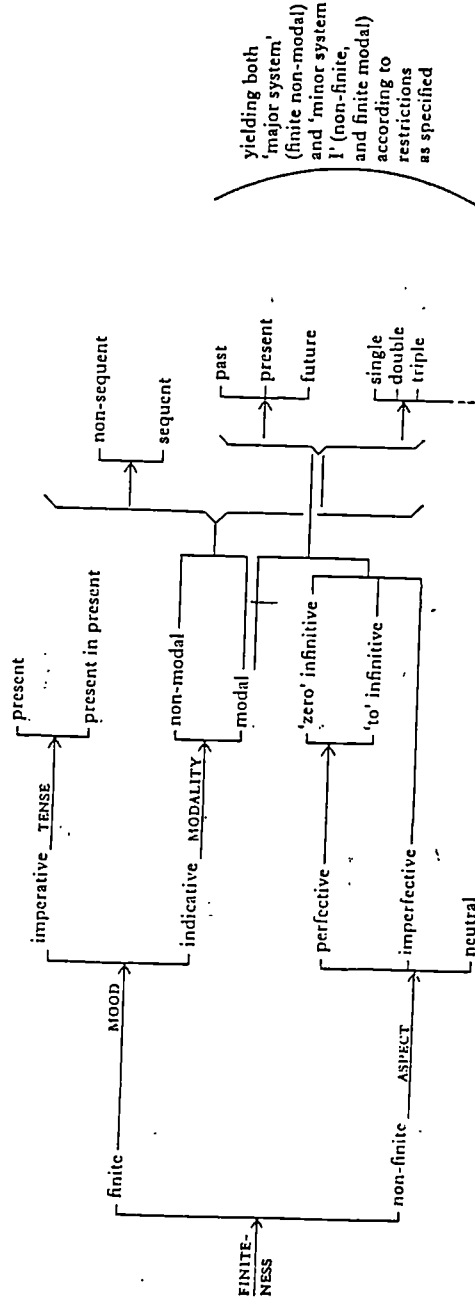 FINITE-
NESS
finite
non-finite
MOOD
ASPECT
imperative
indicative
perfective
imperfective
neutral
TENSE
MODALITY
present
present in present
non-modal
modal
'zero' infinitive
'to' infinitive
non-sequent
sequent
past
present
future
single
double
triple
yielding both
'major system'
(finite non-modal)
and 'minor system
I' (non-finite,
and finite modal)
according to
restrictions
as specified